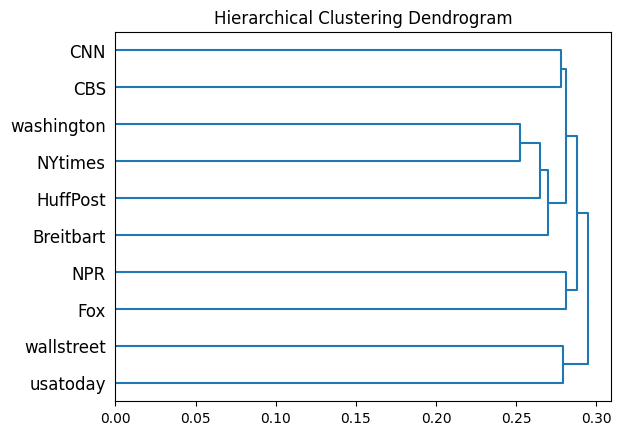 Hierarchical Clustering Dendrogram
CNN
CBS
washington
NYtimes
HuffPost
Breitbart
NPR
Fox
wallstreet
usatoday
0.00 0.05 0.10 0.15 0.20 0.25 0.30